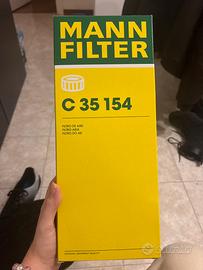 MANN
FILTER
C 35 154
FILTRO DE AIRE
FILTRO ARIA
FILTRO DO AR